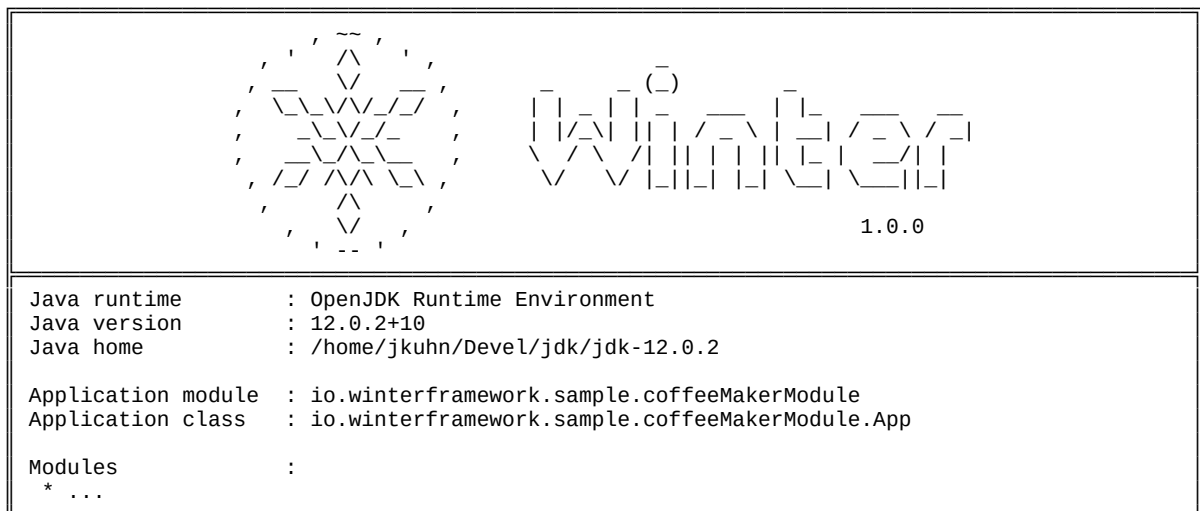 Winter
1.0.0
Java runtime : OpenJDK Runtime Environment
Java version : 12.0.2+10
Java home : /home/jkuhn/Devel/jdk/jdk-12.0.2
Application module : io.winterframework.sample.coffeeMakerModule
Application class : io.winterframework.sample.coffeeMakerModule.App
Modules :
* ...